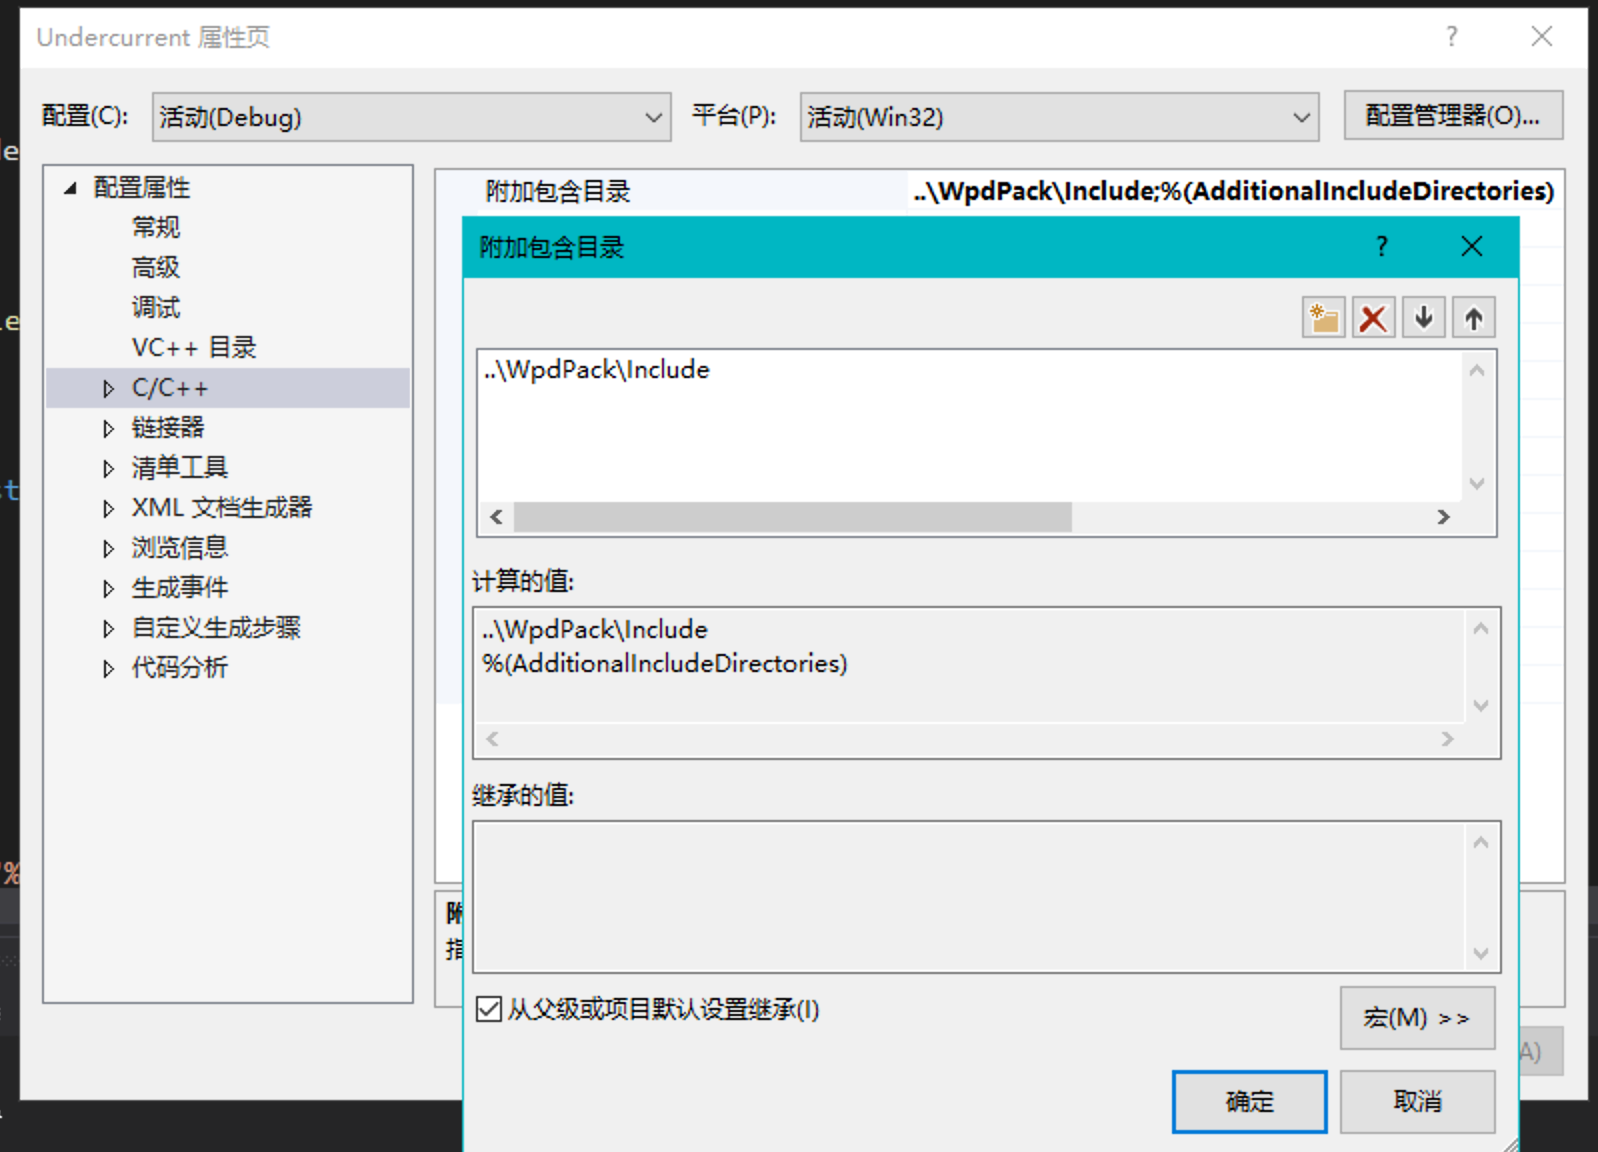 Undercurrent 属性页
配置(C):
活动(Debug)
平台(P):
活动(Win32)
配置管理器(O)...
配置属性
常规
高级
调试
VC++ 目录
C/C++
链接器
清单工具
XML 文档生成器
浏览信息
生成事件
自定义生成步骤
代码分析
附加包含目录
..\WpdPack\Include;%(AdditionalIncludeDirectories)
附加包含目录
..\WpdPack\Include
计算的值:
..\WpdPack\Include
%(AdditionalIncludeDirectories)
继承的值:
附
指
从父级或项目默认设置继承(I)
宏(M) >>
A)
确定
取消